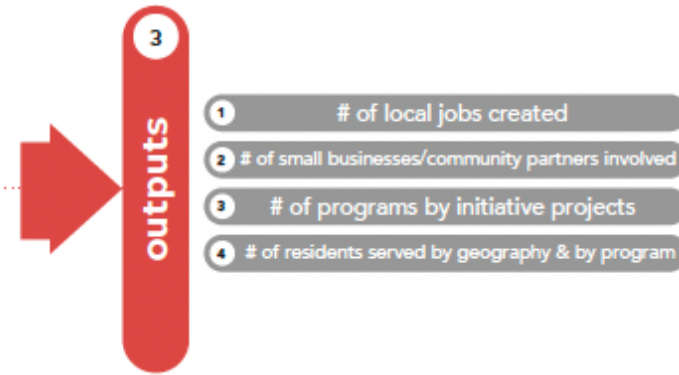 3
outputs
1 # of local jobs created
2 # of small businesses/community partners involved
3 # of programs by initiative projects
4 # of residents served by geography & by program